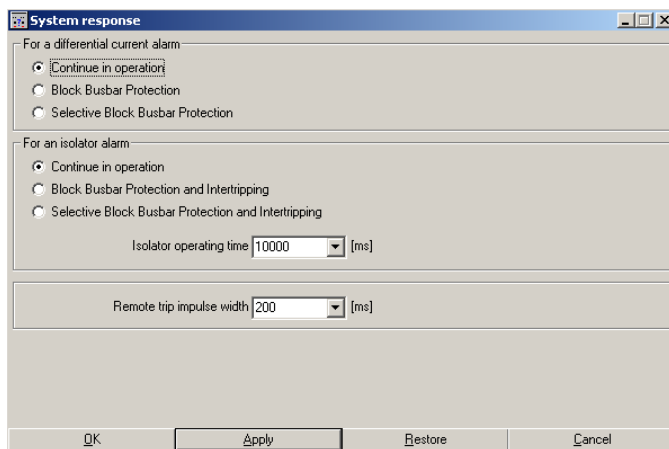 System response
For a differential current alarm
Continue in operation
Block Busbar Protection
Selective Block Busbar Protection
For an isolator alarm
Continue in operation
Block Busbar Protection and Intertripping
Selective Block Busbar Protection and Intertripping
Isolator operating time 10000 [ms]
Remote trip impulse width 200 [ms]
OK Apply Restore Cancel